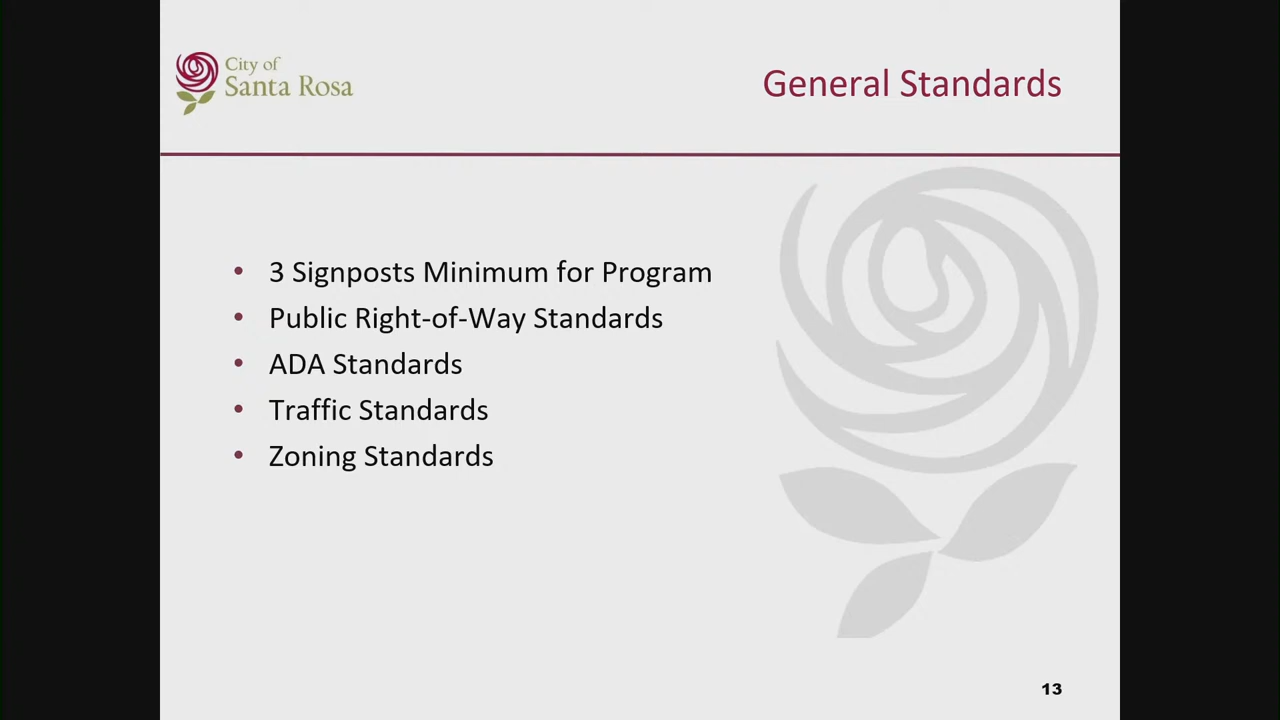 City of
Santa Rosa
General Standards
• 3 Signposts Minimum for Program
• Public Right-of-Way Standards
• ADA Standards
• Traffic Standards
• Zoning Standards
13